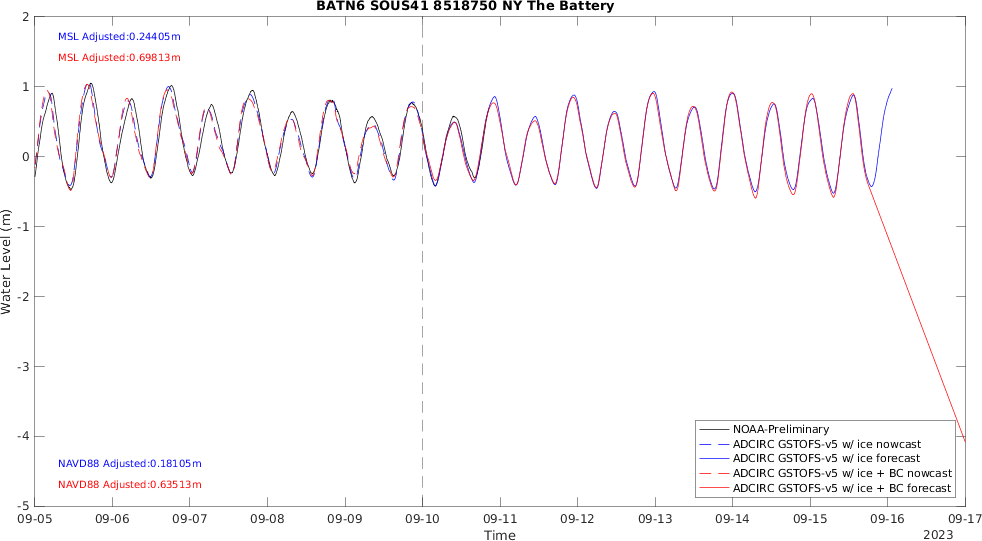 BATN6 SOUS41 8518750 NY The Battery
MSL Adjusted:0.24405m
MSL Adjusted:0.69813m
Water Level (m)
2
1
0
-1
-2
-3
-4
-5
NAVD88 Adjusted:0.18105m
NAVD88 Adjusted:0.63513m
NOAA-Preliminary
ADCIRC GSTOFS-v5 w/ ice nowcast
ADCIRC GSTOFS-v5 w/ ice forecast
ADCIRC GSTOFS-v5 w/ ice + BC nowcast
ADCIRC GSTOFS-v5 w/ ice + BC forecast
09-05 09-06 09-07 09-08 09-09 09-10 09-11 09-12 09-13 09-14 09-15 09-16 09-17
Time
2023